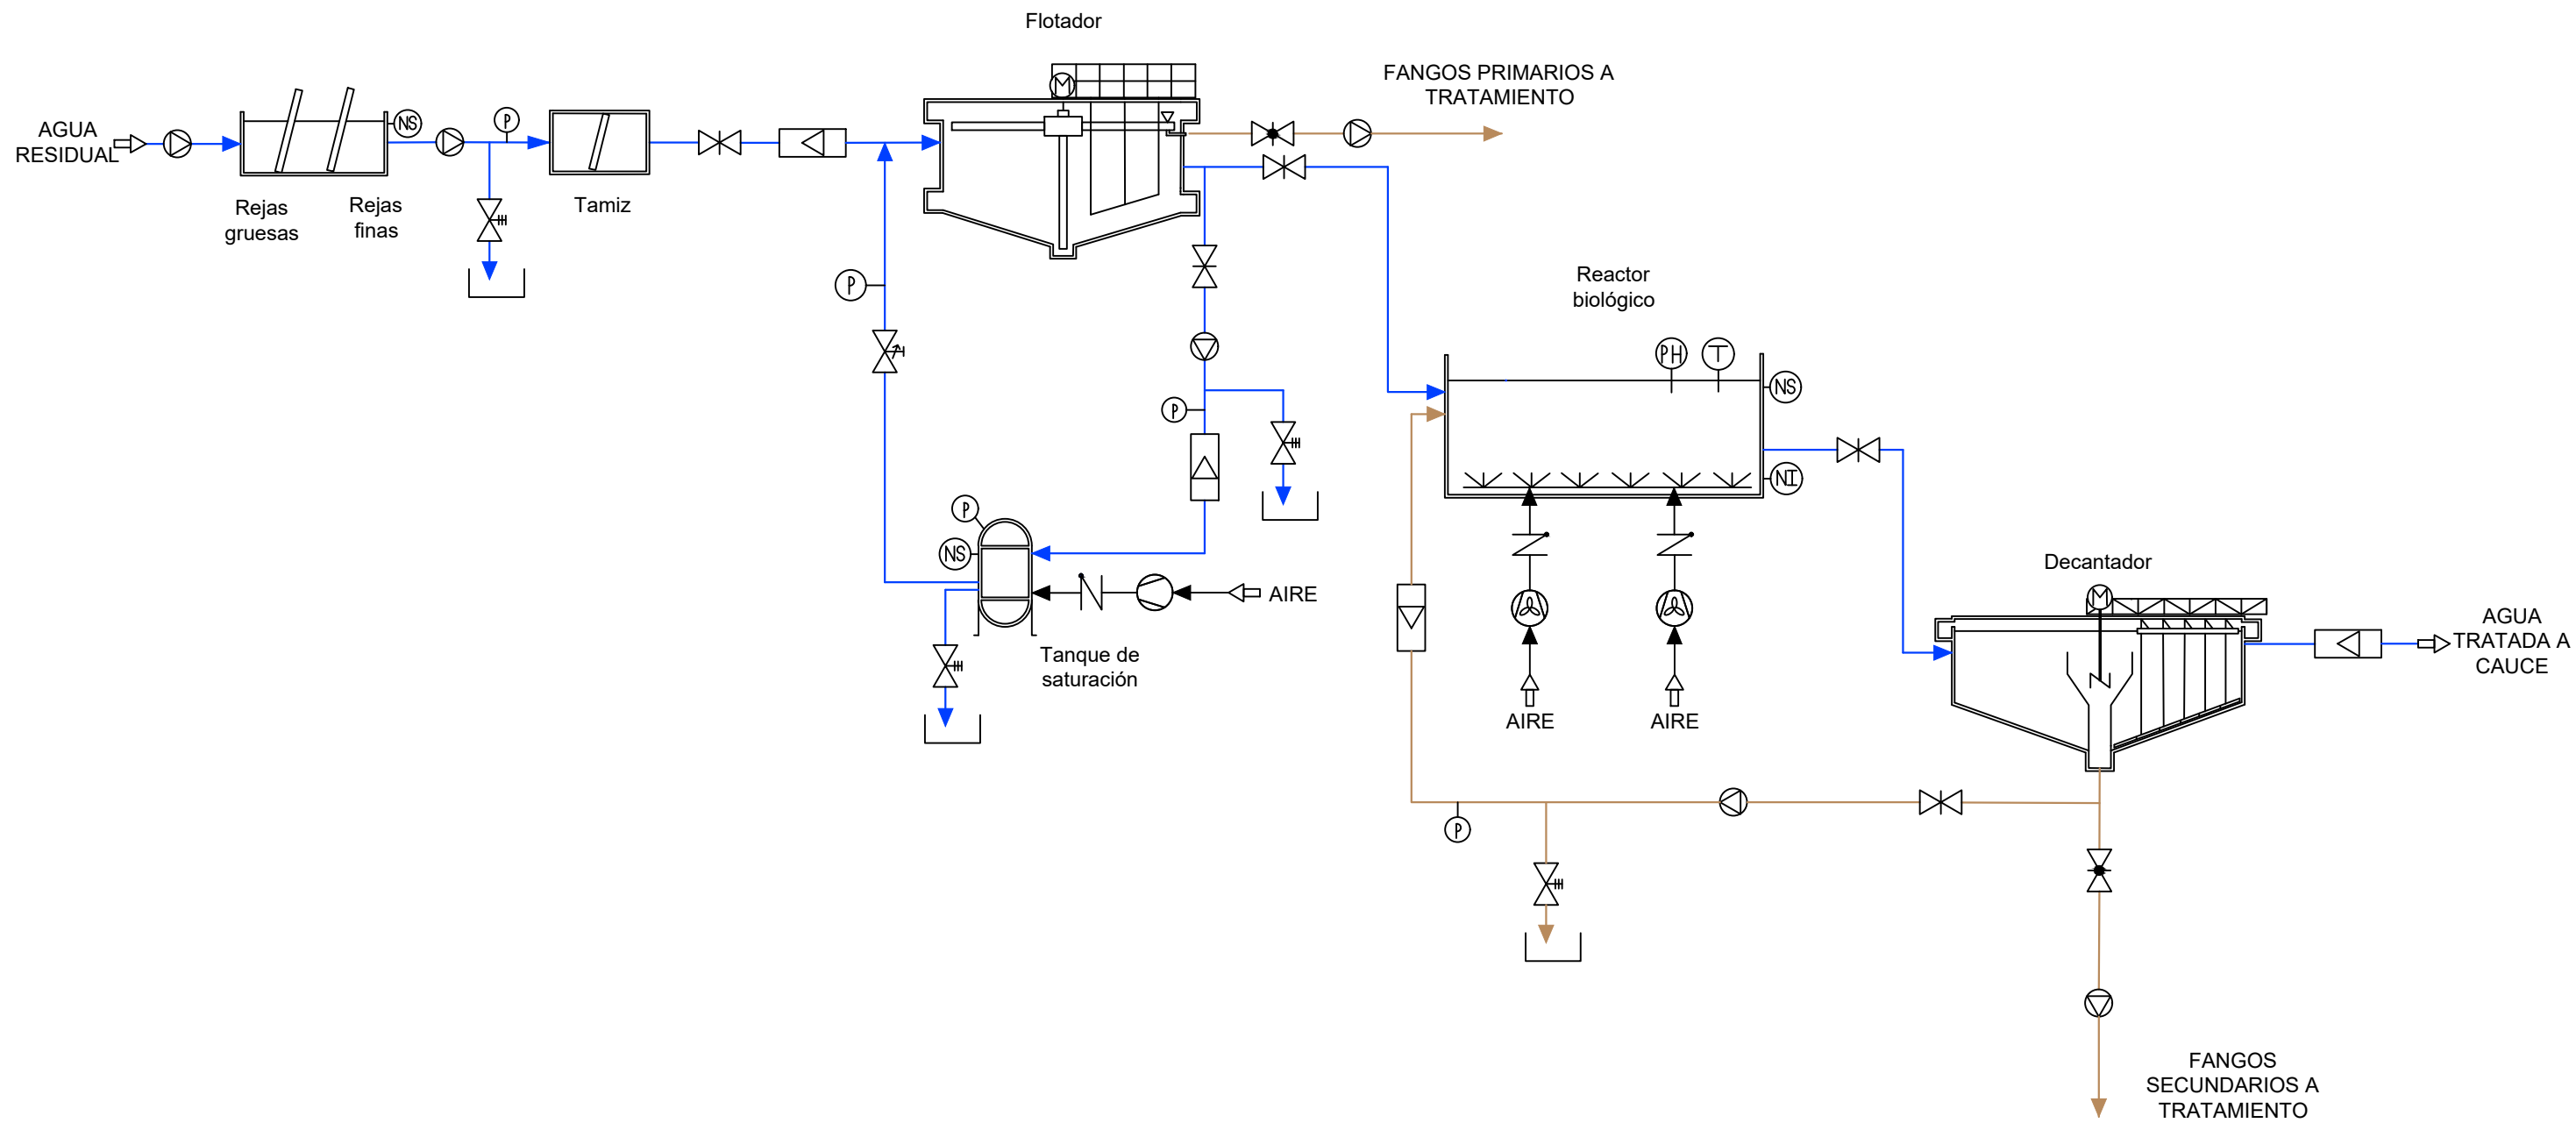 Flotador
FANGOS PRIMARIOS A
TRATAMIENTO
AGUA
RESIDUAL
NS
P
M
Rejas
gruesas
Rejas
finas
Tamiz
P
Reactor
biológico
PH
T
NS
P
NI
P
NS
AIRE
Tanque de
saturación
Decantador
M
AIRE
AIRE
AGUA
TRATADA A
CAUCE
P
FANGOS
SECUNDARIOS A
TRATAMIENTO